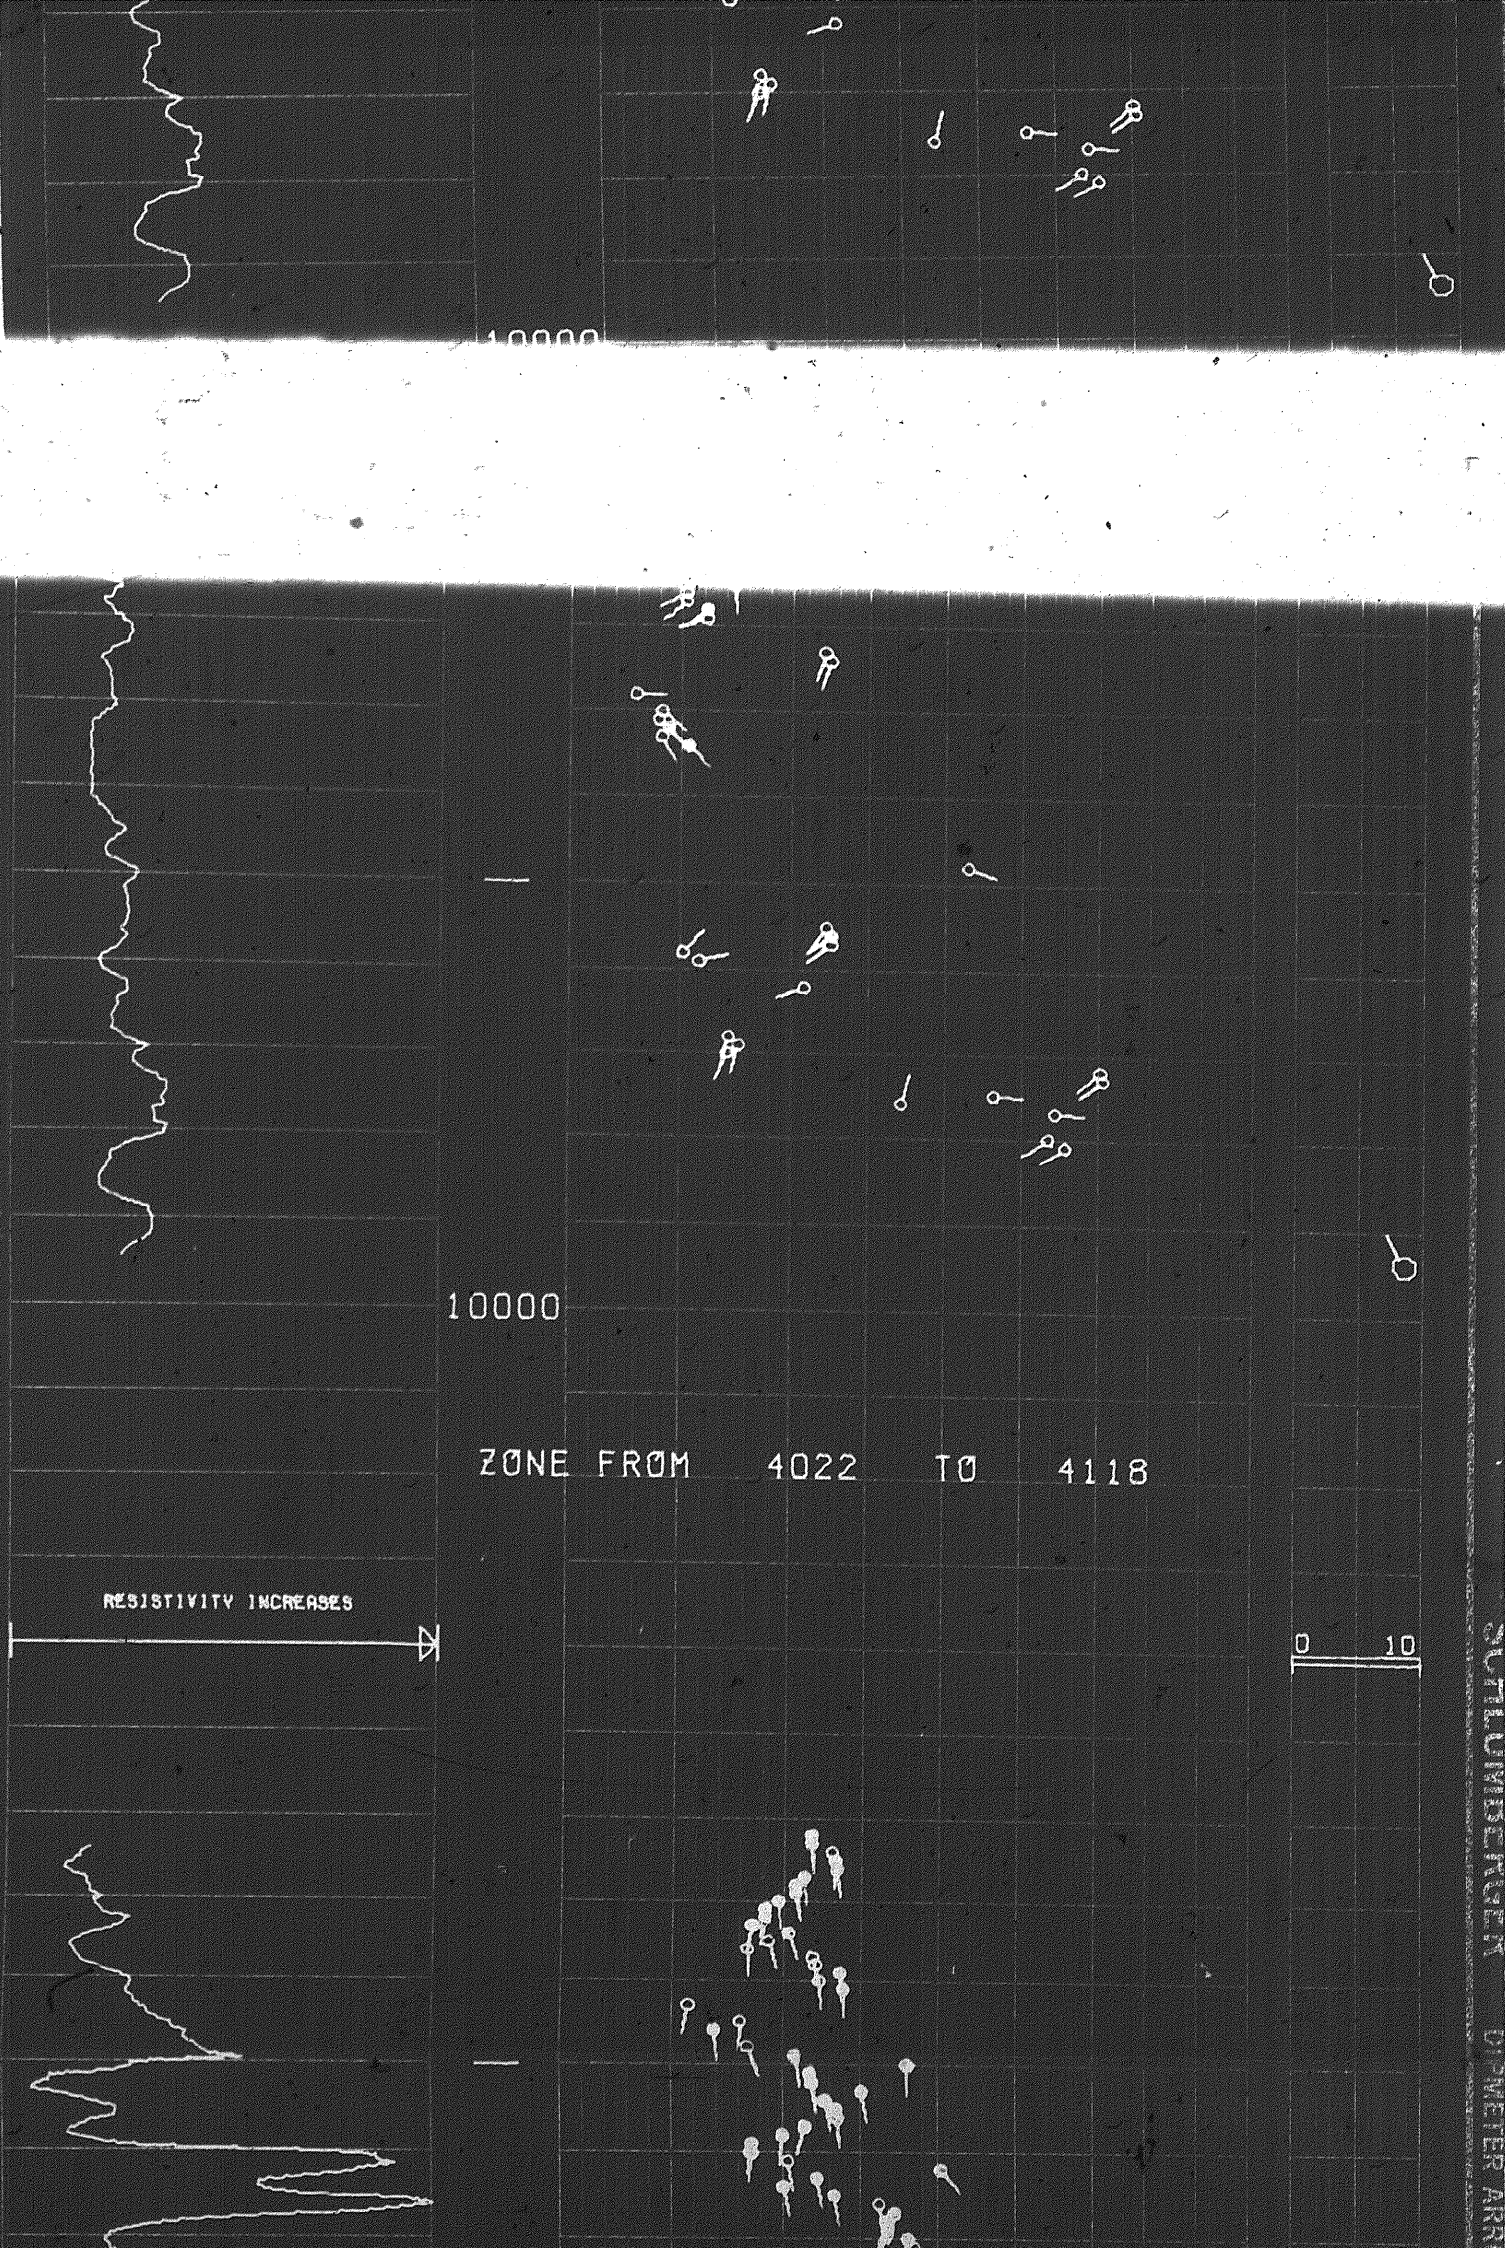 10000
10000
ZONE FROM 4022 TO 4118
RESISTIVITY INCREASES
0 10
SCHLUMBERGER DIPMETER ARR